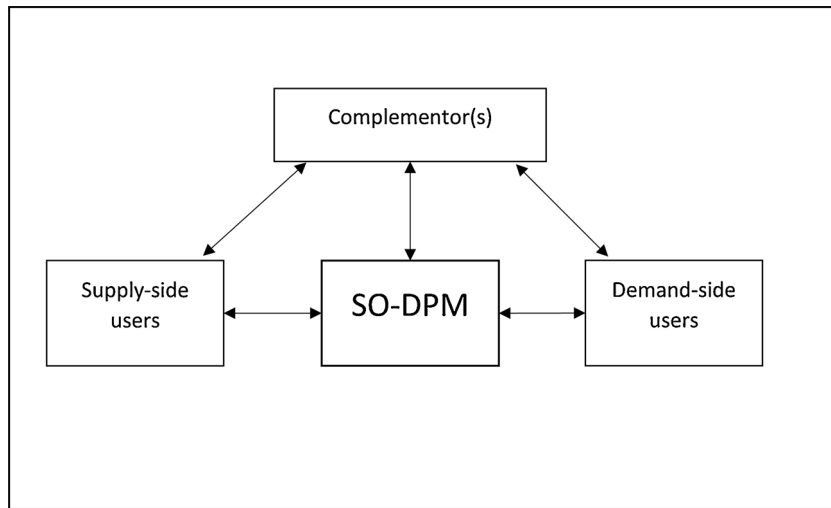 Complementor(s)
Supply-side
users
SO-DPM
Demand-side
users